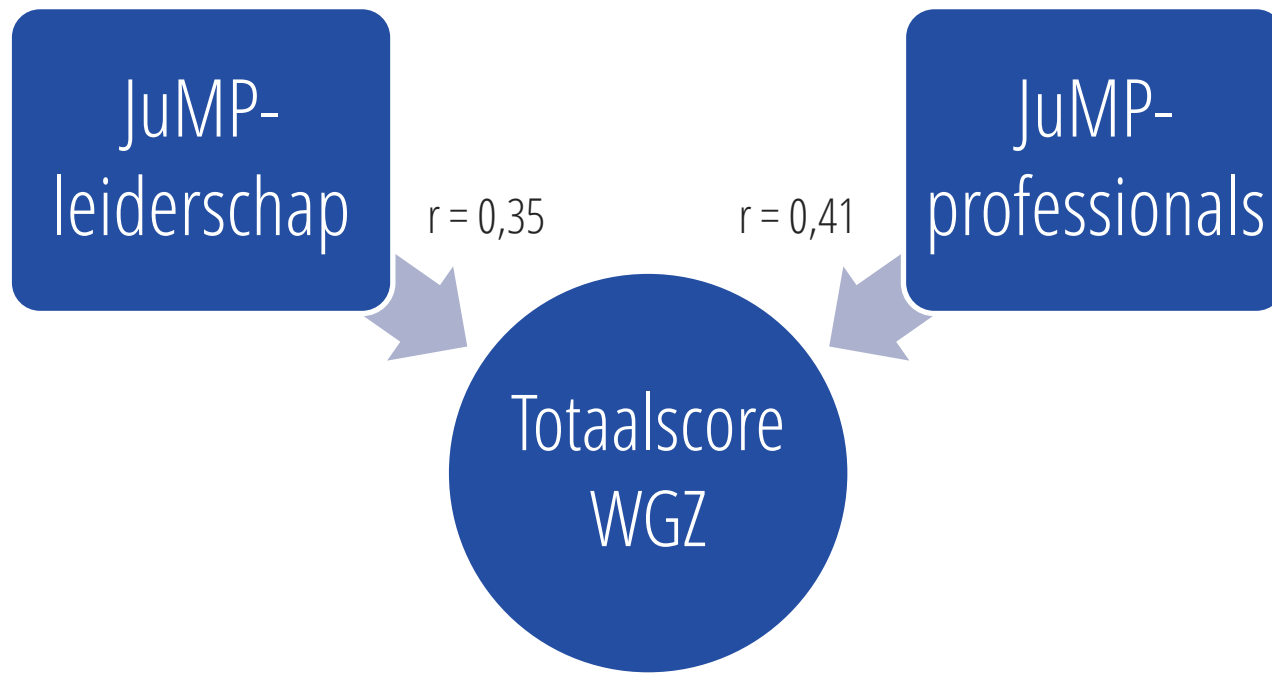 JuMP-
leiderschap
r = 0,35
r = 0,41
JuMP-
professionals
Totaalscore
WGZ